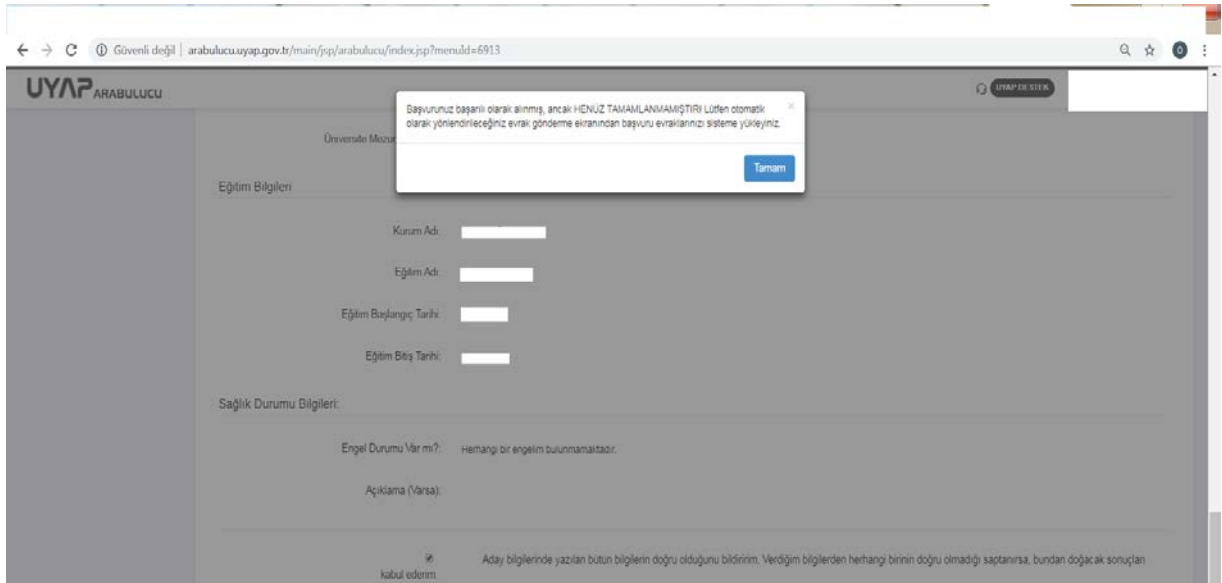 Güvenli değil | arabulucu.uyap.gov.tr/main/jsp/arabulucu/index.jsp?menuId=6913
UYAP ARABULUCU
UYAP DESTEK
Başvurunuz başarılı olarak alınmış, ancak HENÜZ TAMAMLANMAMIŞTIR! Lütfen otomatik
olarak yönlendirileceğiniz evrak gönderme ekranından başvuru evraklarınızı sisteme yükleyiniz.
×
Tamam
Üniversite
Eğitim Bilgileri
Kurum Adı:
Eğitim Adı:
Eğitim Başlangıç Tarihi:
Eğitim Bitiş Tarihi:
Sağlık Durumu Bilgileri:
Engel Durumu Var mı?: Herhangi bir engelim bulunmamaktadır.
Açıklama (Varsa):
Aday bilgilerinde yazılan bütün bilgilerin doğru olduğunu bildiririm. Verdiğim bilgilerden herhangi birinin doğru olmadığı saptanırsa, bundan doğacak sonuçları
kabul ederim.